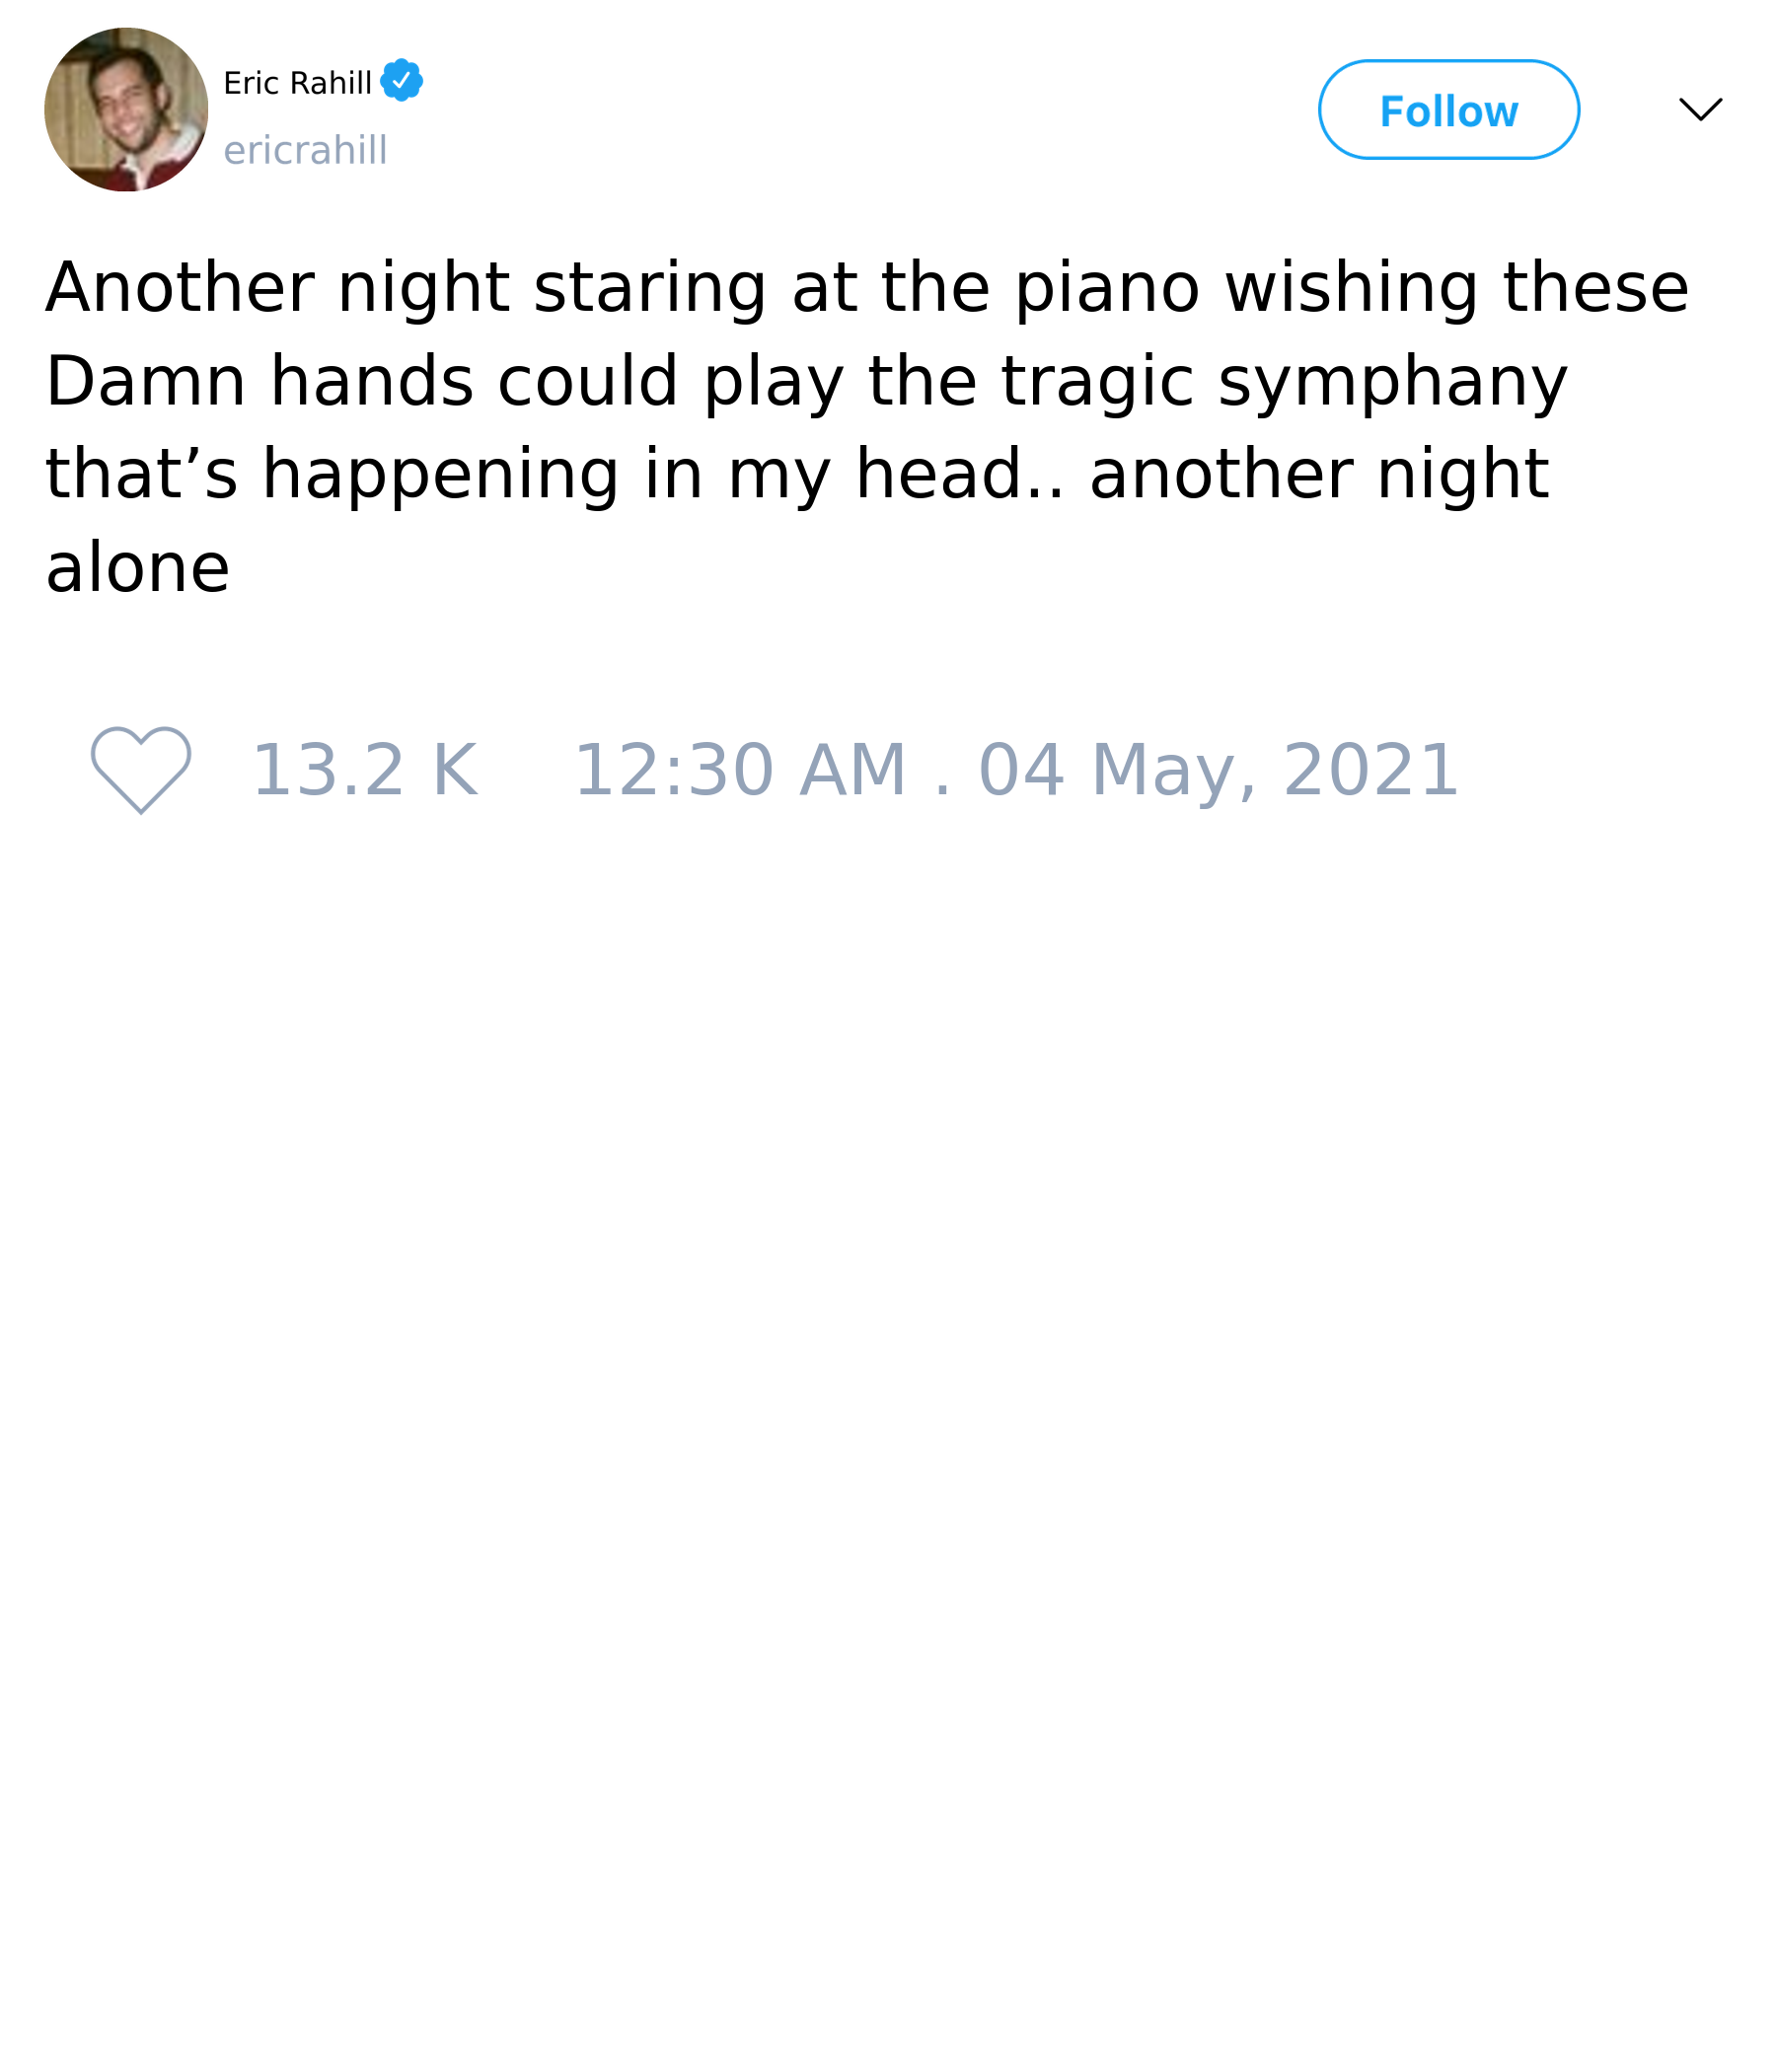 Eric Rahill
ericrahill
Follow
Another night staring at the piano wishing these
Damn hands could play the tragic symphany
that’s happening in my head.. another night
alone
13.2 K 12:30 AM . 04 May, 2021